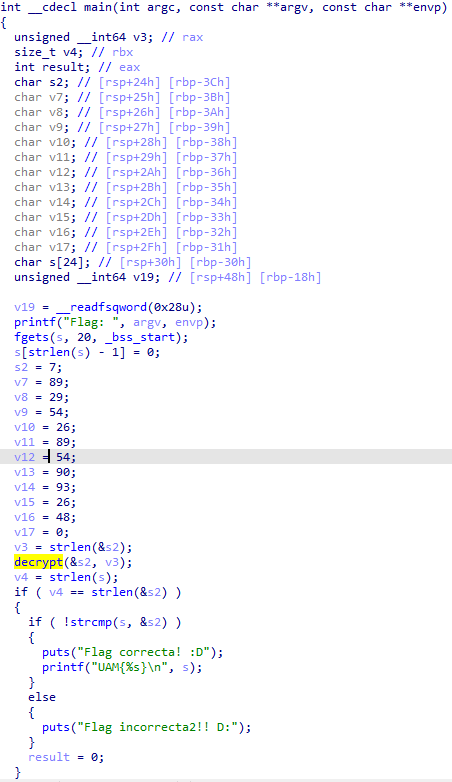 int __cdecl main(int argc, const char **argv, const char **envp)
{
  unsigned __int64 v3; // rax
  size_t v4; // rbx
  int result; // eax
  char s2; // [rsp+24h] [rbp-3Ch]
  char v7; // [rsp+25h] [rbp-3Bh]
  char v8; // [rsp+26h] [rbp-3Ah]
  char v9; // [rsp+27h] [rbp-39h]
  char v10; // [rsp+28h] [rbp-38h]
  char v11; // [rsp+29h] [rbp-37h]
  char v12; // [rsp+2Ah] [rbp-36h]
  char v13; // [rsp+2Bh] [rbp-35h]
  char v14; // [rsp+2Ch] [rbp-34h]
  char v15; // [rsp+2Dh] [rbp-33h]
  char v16; // [rsp+2Eh] [rbp-32h]
  char v17; // [rsp+2Fh] [rbp-31h]
  char s[24]; // [rsp+30h] [rbp-30h]
  unsigned __int64 v19; // [rsp+48h] [rbp-18h]

  v19 = __readfsqword(0x28u);
  printf("Flag: ", argv, envp);
  fgets(s, 20, _bss_start);
  s[strlen(s) - 1] = 0;
  s2 = 7;
  v7 = 89;
  v8 = 29;
  v9 = 54;
  v10 = 26;
  v11 = 89;
  v12 = 54;
  v13 = 90;
  v14 = 93;
  v15 = 26;
  v16 = 48;
  v17 = 0;
  v3 = strlen(&s2);
  decrypt(&s2, v3);
  v4 = strlen(s);
  if ( v4 == strlen(&s2) )
  {
    if ( !strcmp(s, &s2) )
    {
      puts("Flag correcta! :D");
      printf("UAM{%s}\n", s);
    }
    else
    {
      puts("Flag incorrecta2!! D:");
    }
    result = 0;
  }